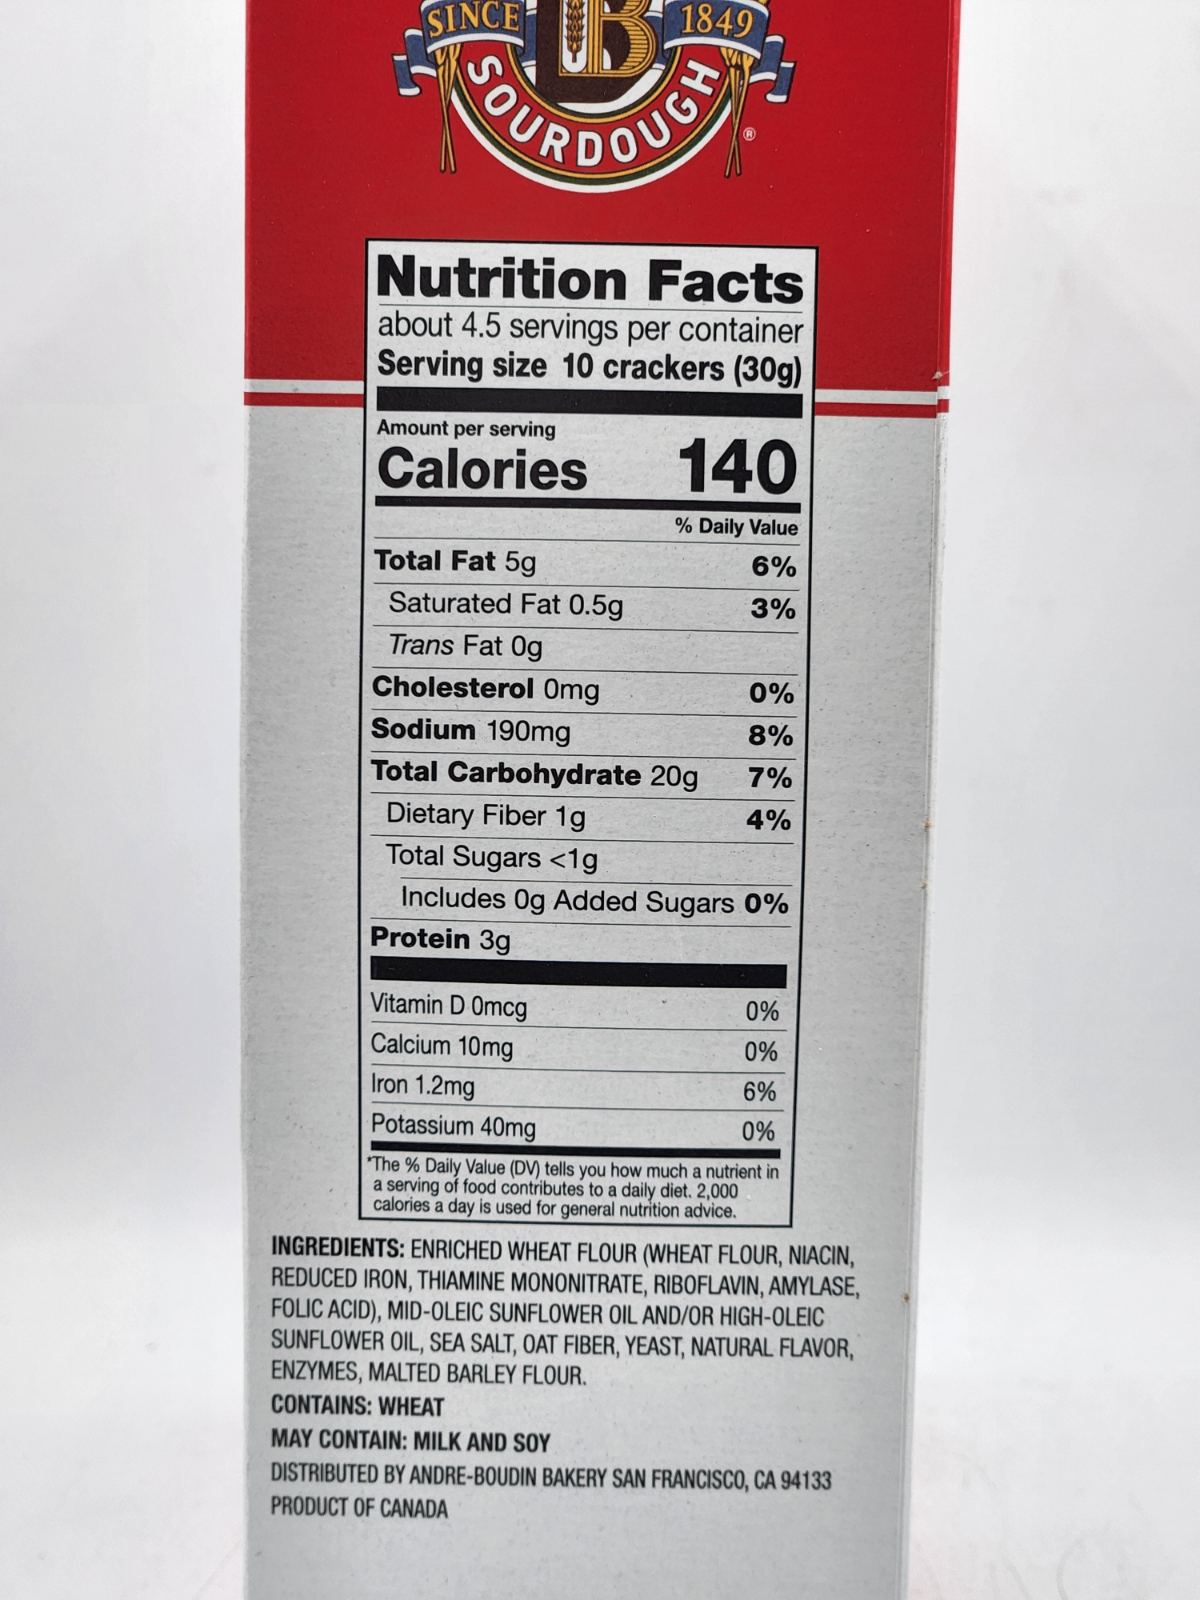 SINCE 1849
B
SOURDOUGH
®
Nutrition Facts
about 4.5 servings per container
Serving size 10 crackers (30g)
Amount per serving
Calories 140
% Daily Value
Total Fat 5g 6%
Saturated Fat 0.5g 3%
Trans Fat 0g
Cholesterol 0mg 0%
Sodium 190mg 8%
Total Carbohydrate 20g 7%
Dietary Fiber 1g 4%
Total Sugars <1g
Includes 0g Added Sugars 0%
Protein 3g
Vitamin D 0mcg 0%
Calcium 10mg 0%
Iron 1.2mg 6%
Potassium 40mg 0%
*The % Daily Value (DV) tells you how much a nutrient in
a serving of food contributes to a daily diet. 2,000
calories a day is used for general nutrition advice.
INGREDIENTS: ENRICHED WHEAT FLOUR (WHEAT FLOUR, NIACIN,
REDUCED IRON, THIAMINE MONONITRATE, RIBOFLAVIN, AMYLASE,
FOLIC ACID), MID-OLEIC SUNFLOWER OIL AND/OR HIGH-OLEIC
SUNFLOWER OIL, SEA SALT, OAT FIBER, YEAST, NATURAL FLAVOR,
ENZYMES, MALTED BARLEY FLOUR.
CONTAINS: WHEAT
MAY CONTAIN: MILK AND SOY
DISTRIBUTED BY ANDRE-BOUDIN BAKERY SAN FRANCISCO, CA 94133
PRODUCT OF CANADA